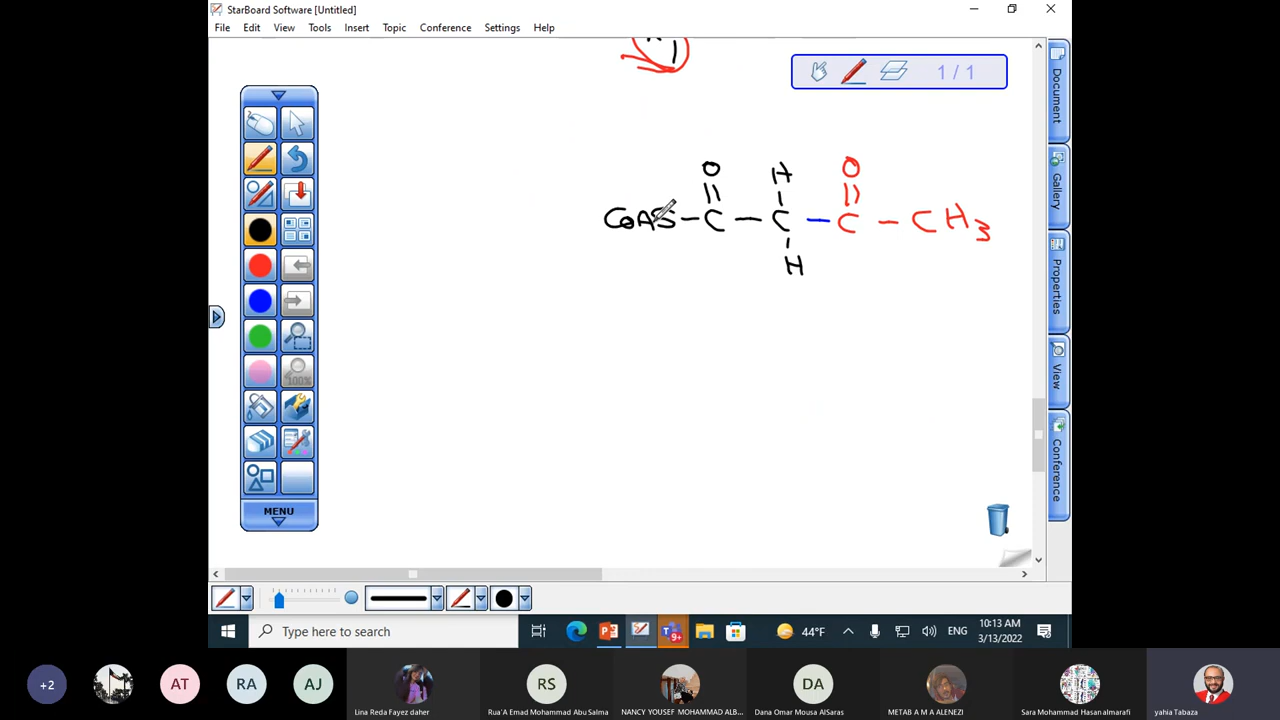 StarBoard Software [Untitled]
File Edit View Tools Insert Topic Conference Settings Help
1 / 1
O H O
CoAS - C - C - C - CH3
H
100%
MENU
Document
Gallery
Properties
View
Conference
Type here to search
9+
44°F
ENG
10:13 AM
3/13/2022
+2
AT
RA
AJ
Lina Reda Fayez daher
RS
Rua'A Emad Mohammad Abu Salma
NANCY YOUSEF MOHAMMAD ALB...
DA
Dana Omar Mousa AlSaras
METAB A M A ALENEZI
Sara Mohammad Hasan almarafi
yahia Tabaza